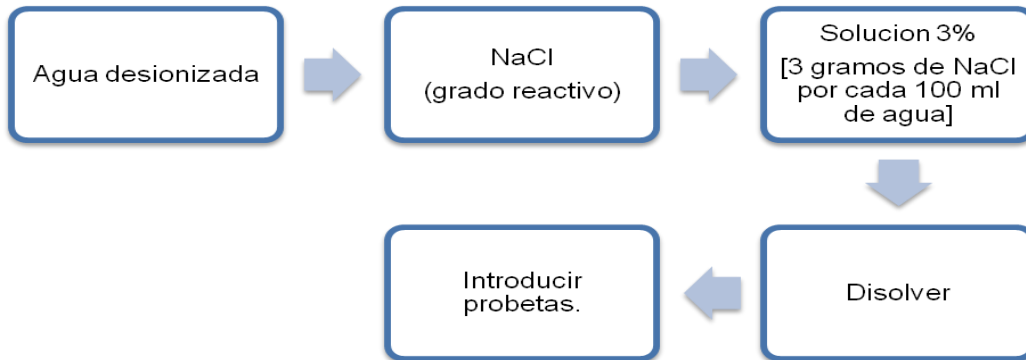 Agua desionizada
NaCl
(grado reactivo)
Solucion 3%
[3 gramos de NaCl
por cada 100 ml
de agua]
Disolver
Introducir
probetas.